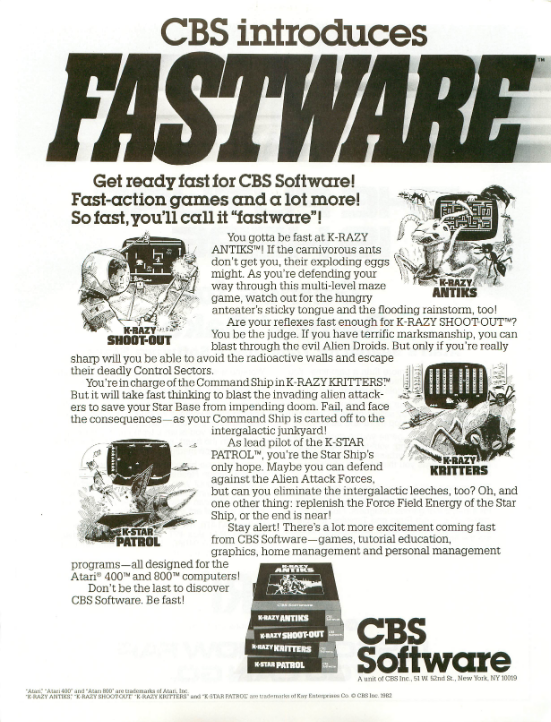 CBS introduces
FASTWARE™
Get ready fast for CBS Software!
Fast-action games and a lot more!
So fast, you'll call it "fastware"!
You gotta be fast at K-RAZY
ANTIKS™! If the carnivorous ants
don't get you, their exploding eggs
might. As you're defending your
way through this multi-level maze
game, watch out for the hungry
anteater's sticky tongue and the flooding rainstorm, too!
K-RAZY
ANTIKS
K-RAZY
SHOOT-OUT
Are your reflexes fast enough for K-RAZY SHOOT-OUT™?
You be the judge. If you have terrific marksmanship, you can
blast through the evil Alien Droids. But only if you're really
sharp will you be able to avoid the radioactive walls and escape
their deadly Control Sectors.
You're in charge of the Command Ship in K-RAZY KRITTERS™
But it will take fast thinking to blast the invading alien attack-
ers to save your Star Base from impending doom. Fail, and face
the consequences—as your Command Ship is carted off to the
intergalactic junkyard!
K-RAZY
KRITTERS
As lead pilot of the K-STAR
PATROL™, you're the Star Ship's
only hope. Maybe you can defend
against the Alien Attack Forces,
but can you eliminate the intergalactic leeches, too? Oh, and
one other thing: replenish the Force Field Energy of the Star
Ship, or the end is near!
K-STAR
PATROL
Stay alert! There's a lot more excitement coming fast
from CBS Software—games, tutorial education,
graphics, home management and personal management
programs—all designed for the
Atari® 400™ and 800™ computers!
Don't be the last to discover
CBS Software. Be fast!
K-RAZY
ANTIKS
K-RAZY ANTIKS
K-RAZY SHOOT-OUT
K-RAZY KRITTERS
K-STAR PATROL
CBS
Software
A unit of CBS Inc., 51 W. 52nd St., New York, NY 10019
"Atari," "Atari 400" and "Atari 800" are trademarks of Atari, Inc.
"K-RAZY ANTIKS," "K-RAZY SHOOT-OUT," "K-RAZY KRITTERS" and "K-STAR PATROL" are trademarks of Kay Enterprises Co. © CBS Inc. 1982